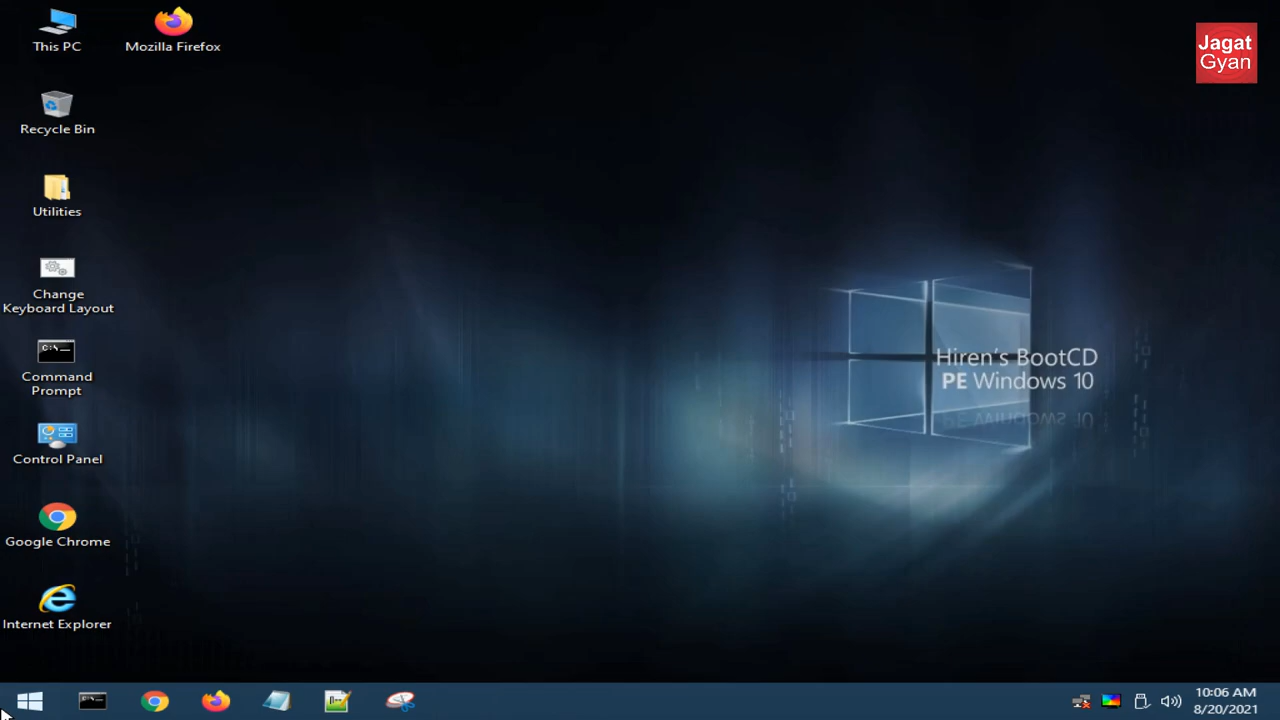 This PC
Mozilla Firefox
Jagat
Gyan
Recycle Bin
Utilities
Change
Keyboard Layout
C:\
Command
Prompt
Control Panel
Google Chrome
Internet Explorer
Hiren's BootCD
PE Windows 10
10:06 AM
8/20/2021